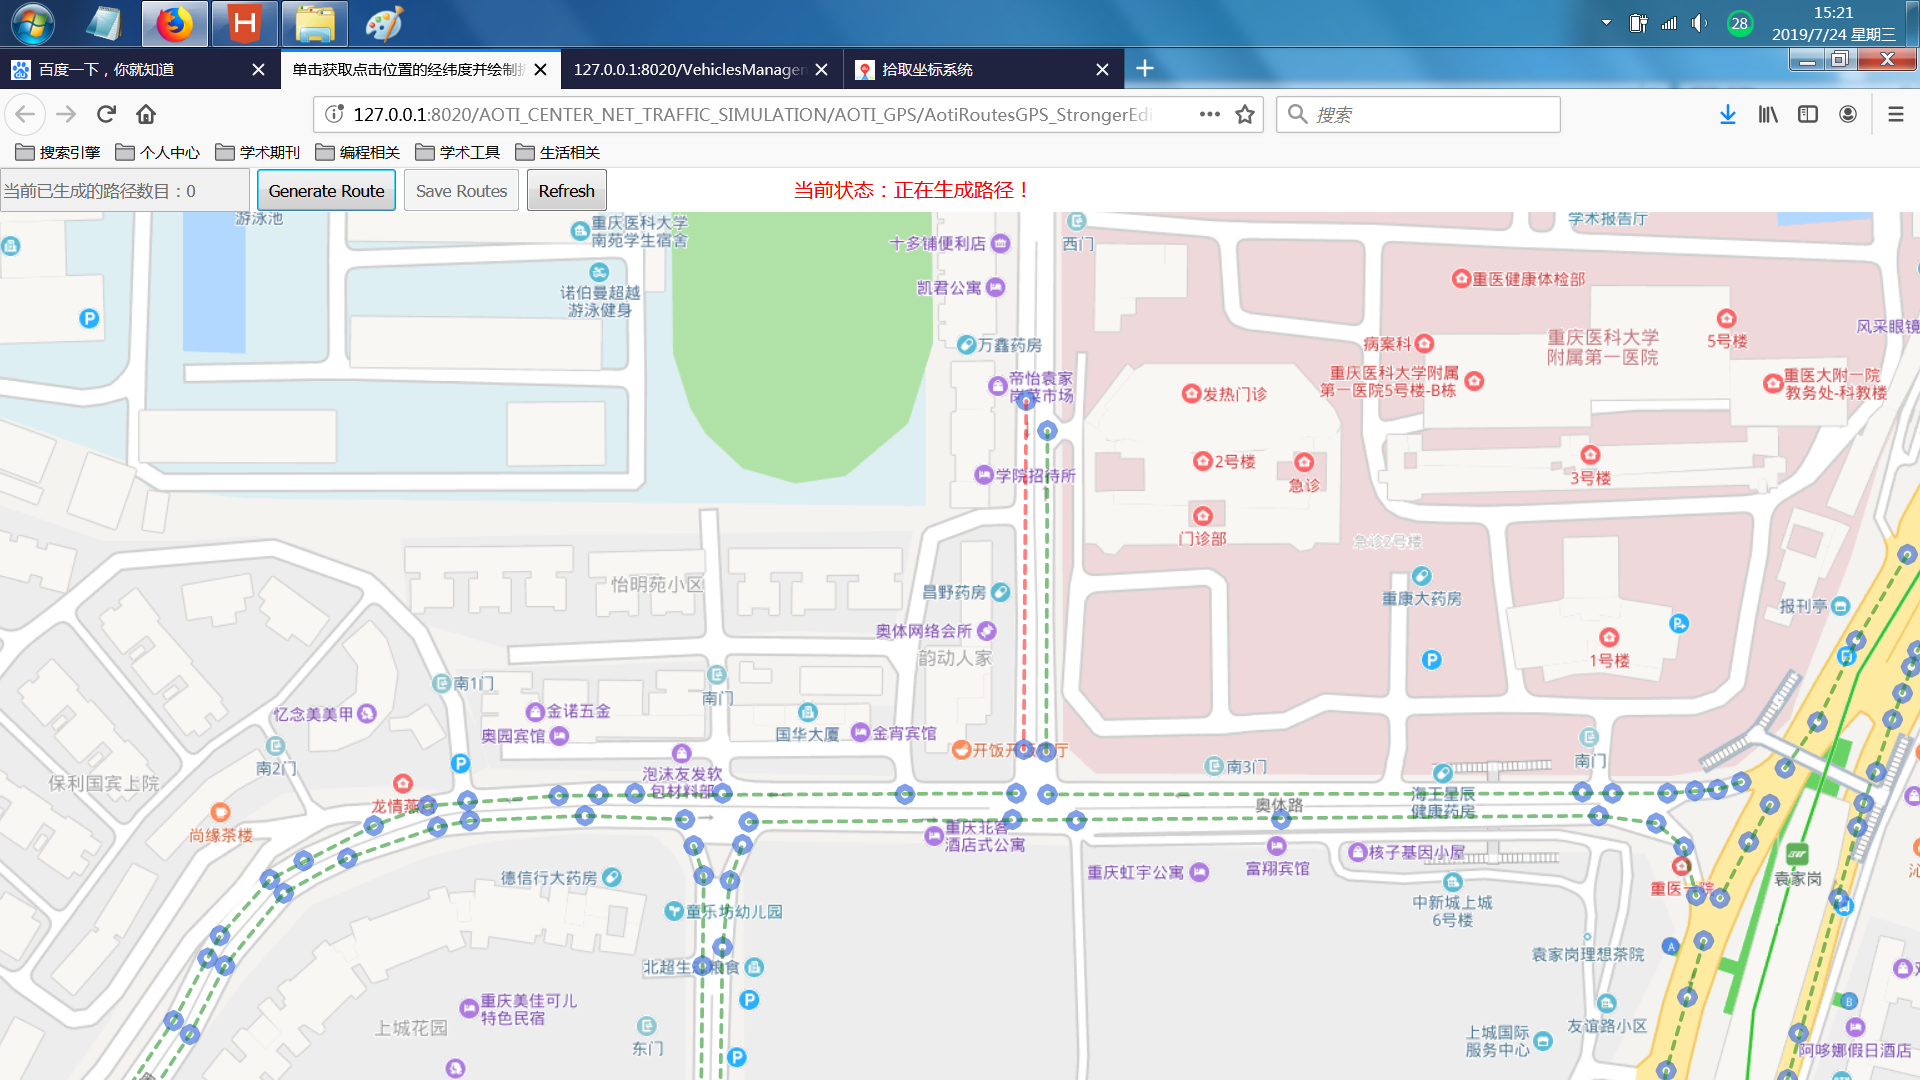 15:21
28
2019/7/24 星期三
百度一下，你就知道
单击获取点击位置的经纬度并绘制折
127.0.0.1:8020/VehiclesManager
拾取坐标系统
127.0.0.1:8020/AOTI_CENTER_NET_TRAFFIC_SIMULATION/AOTI_GPS/AotiRoutesGPS_StrongerEdi
搜索
搜索引擎
个人中心
学术期刊
编程相关
学术工具
生活相关
当前已生成的路径数目：0
Generate Route
Save Routes
Refresh
当前状态：正在生成路径！
游泳池
重庆医科大学
南苑学生宿舍
十多铺便利店
西门
学术报告厅
诺伯曼超越
游泳健身
凯君公寓
重医健康体检部
万鑫药房
病案科
重庆医科大学
附属第一医院
5号楼
风采眼镜
帝怡袁家
岗菜市场
发热门诊
重庆医科大学附属
第一医院5号楼-B栋
重医大附一院
教务处-科教楼
学院招待所
2号楼
急诊
3号楼
门诊部
急诊2号楼
怡明苑小区
昌野药房
重康大药房
报刊亭
奥体网络会所
韵动人家
1号楼
南1门
南门
忆念美美甲
金诺五金
奥园宾馆
国华大厦
金宵宾馆
南2门
泡沫友发软
包材料部
南3门
南门
保利国宾上院
龙情燕
奥体路
海王星辰
健康药房
尚缘茶楼
重庆北客
酒店式公寓
核子基因小屋
重庆虹宇公寓
富翔宾馆
德信行大药房
重医一院
袁家岗
童乐坊幼儿园
中新城上城
6号楼
袁家岗理想茶院
A
重庆美佳可儿
特色民宿
上城花园
东门
上城国际
服务中心
友谊路小区
B
阿哆娜假日酒店